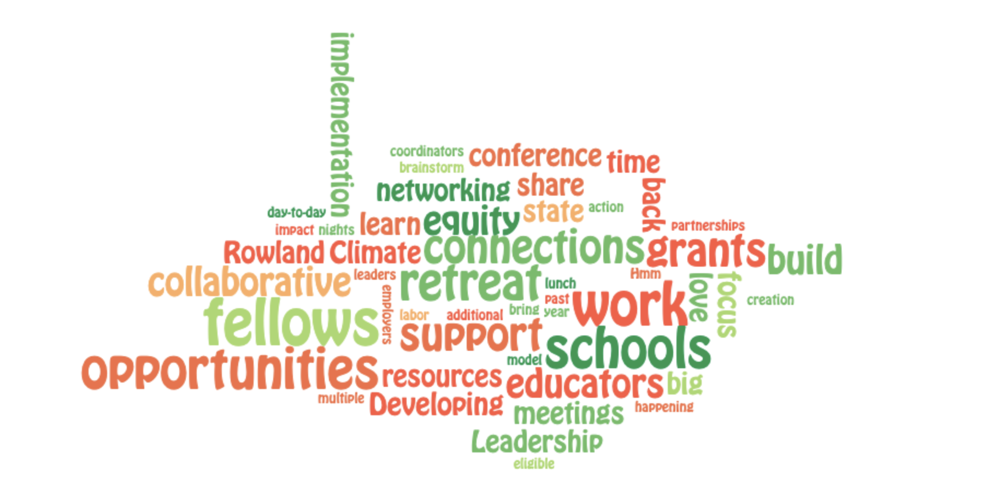 implementation
coordinators
conference
time
brainstorm
networking
share
back
day-to-day
learn
equity
state
action
impact
nights
partnerships
Rowland
Climate
connections
grants
build
collaborative
leaders
retreat
lunch
Hmm
love
focus
employers
past
work
creation
fellows
labor
additional
bring
year
support
schools
opportunities
model
resources
educators
big
multiple
Developing
meetings
happening
Leadership
eligible